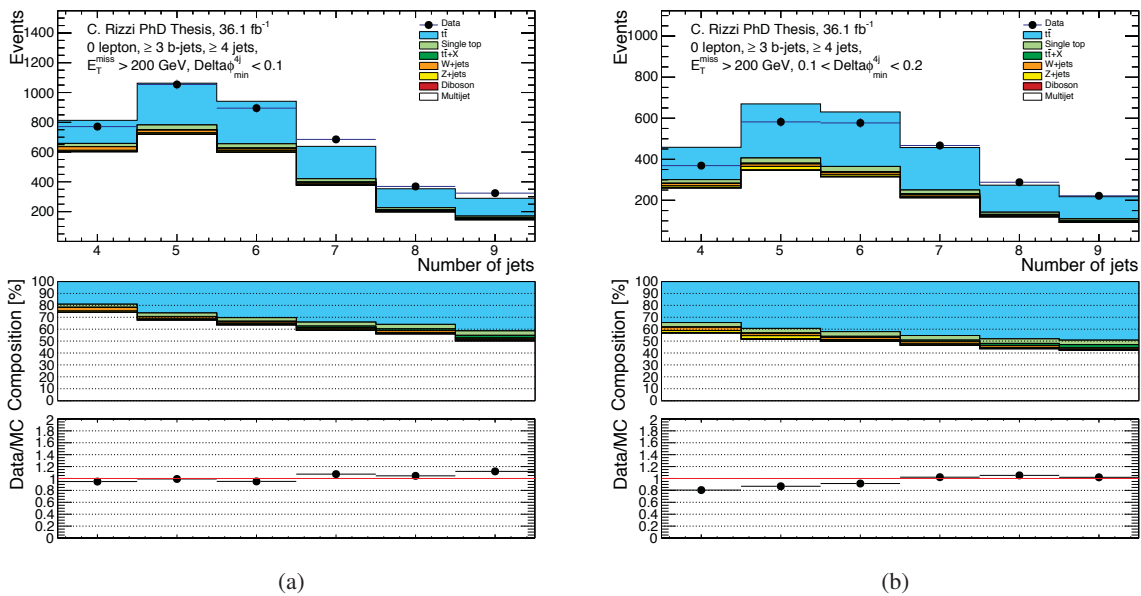 Events
1400
1200
1000
800
600
400
200
C. Rizzi PhD Thesis, 36.1 fb⁻¹
0 lepton, ≥ 3 b-jets, ≥ 4 jets,
E_T^miss > 200 GeV, Deltaϕ_min^4j < 0.1
Data
tt̄
Single top
tt̄+X
W+jets
Z+jets
Diboson
Multijet
4 5 6 7 8 9
Number of jets
Composition [%]
100
90
80
70
60
50
40
30
20
10
0
Data/MC
2
1.8
1.6
1.4
1.2
1
0.8
0.6
0.4
0.2
0
(a)
Events
1000
800
600
400
200
C. Rizzi PhD Thesis, 36.1 fb⁻¹
0 lepton, ≥ 3 b-jets, ≥ 4 jets,
E_T^miss > 200 GeV, 0.1 < Deltaϕ_min^4j < 0.2
Data
tt̄
Single top
tt̄+X
W+jets
Z+jets
Diboson
Multijet
4 5 6 7 8 9
Number of jets
Composition [%]
100
90
80
70
60
50
40
30
20
10
0
Data/MC
2
1.8
1.6
1.4
1.2
1
0.8
0.6
0.4
0.2
0
(b)